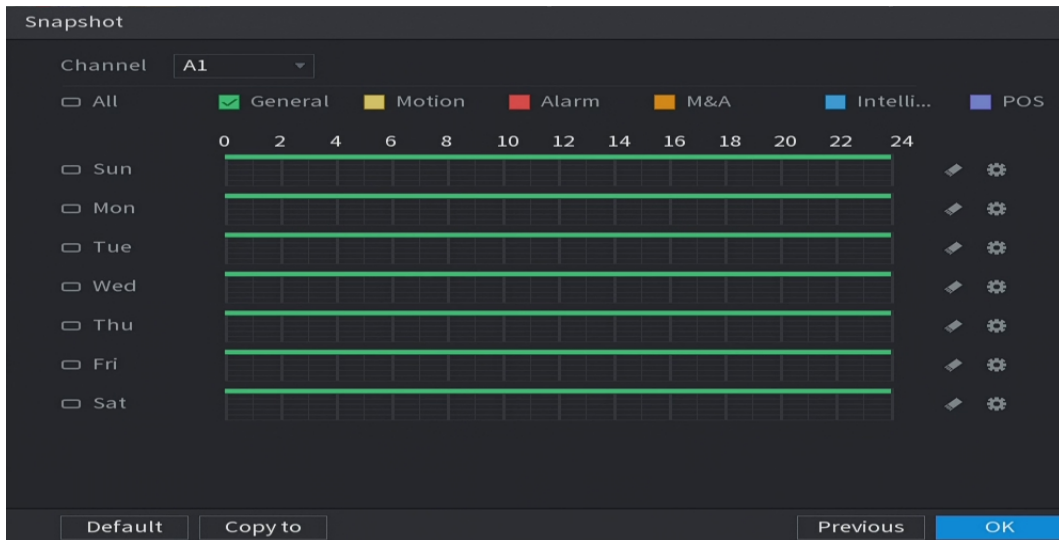 Snapshot
Channel A1
All General Motion Alarm M&A Intelli... POS
0 2 4 6 8 10 12 14 16 18 20 22 24
Sun
Mon
Tue
Wed
Thu
Fri
Sat
Default Copy to Previous OK